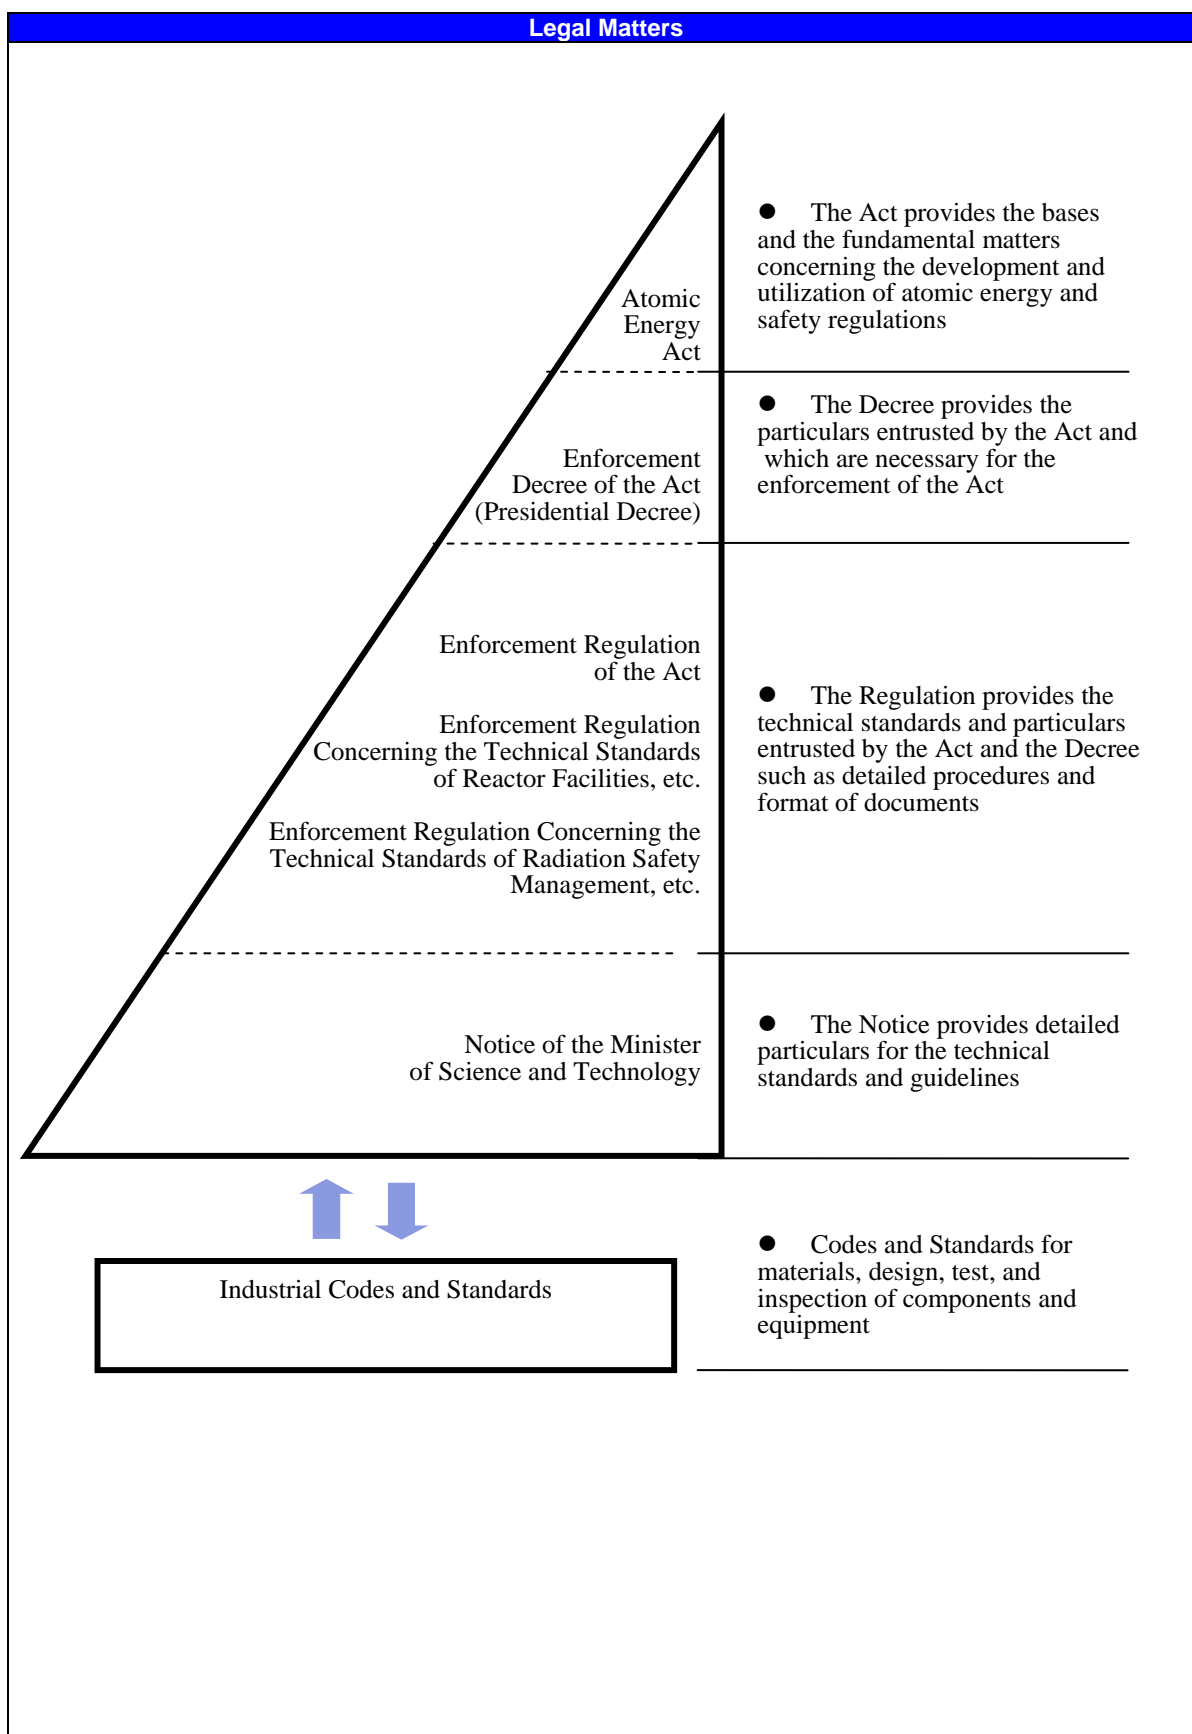 Legal Matters
Atomic
Energy
Act
● The Act provides the bases
and the fundamental matters
concerning the development and
utilization of atomic energy and
safety regulations
Enforcement
Decree of the Act
(Presidential Decree)
● The Decree provides the
particulars entrusted by the Act and
which are necessary for the
enforcement of the Act
Enforcement Regulation
of the Act
Enforcement Regulation
Concerning the Technical Standards
of Reactor Facilities, etc.
Enforcement Regulation Concerning the
Technical Standards of Radiation Safety
Management, etc.
● The Regulation provides the
technical standards and particulars
entrusted by the Act and the Decree
such as detailed procedures and
format of documents
Notice of the Minister
of Science and Technology
● The Notice provides detailed
particulars for the technical
standards and guidelines
Industrial Codes and Standards
● Codes and Standards for
materials, design, test, and
inspection of components and
equipment